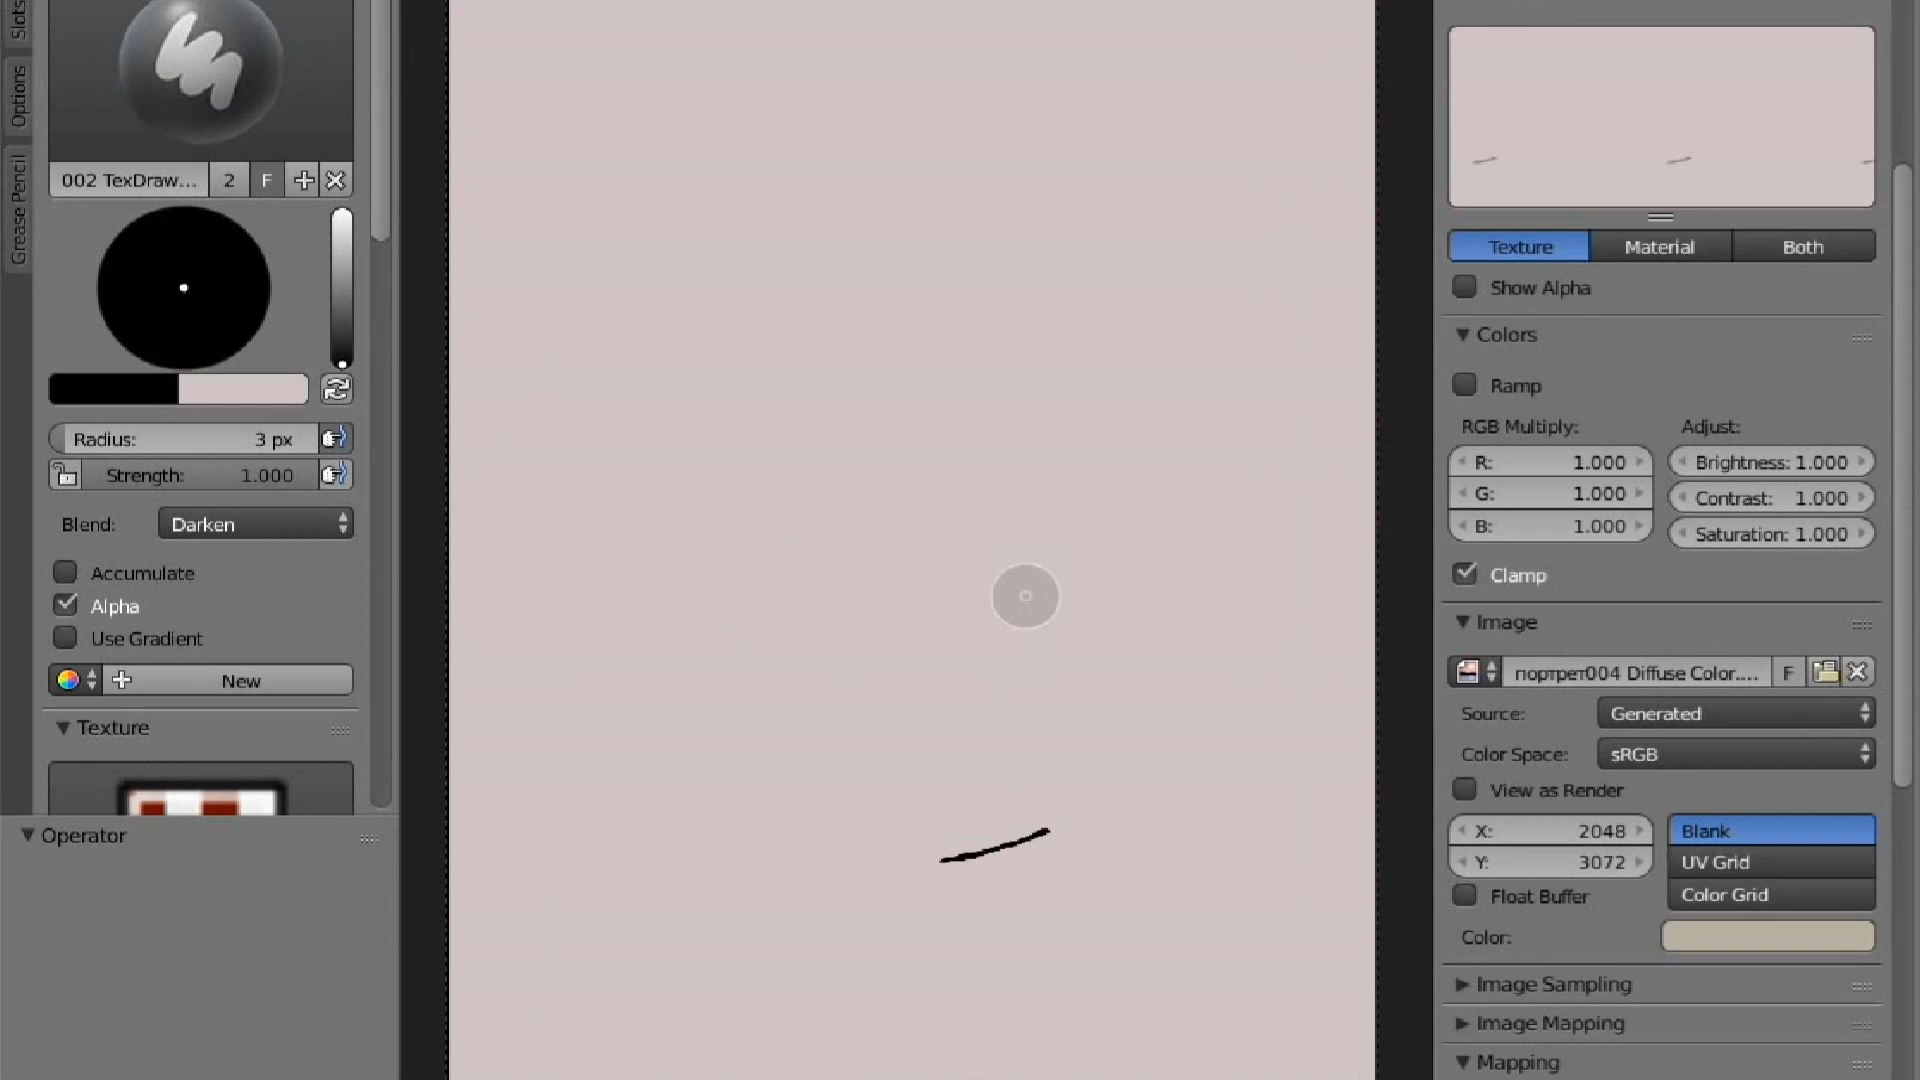 Slots
Options
Grease Pencil
002 TexDraw... 2 F
Radius: 3 px
Strength: 1.000
Blend: Darken
Accumulate
Alpha
Use Gradient
New
Texture
Operator
Texture Material Both
Show Alpha
Colors
Ramp
RGB Multiply: Adjust:
R: 1.000 Brightness: 1.000
G: 1.000 Contrast: 1.000
B: 1.000 Saturation: 1.000
Clamp
Image
портрет004 Diffuse Color.... F
Source: Generated
Color Space: sRGB
View as Render
X: 2048 Blank
Y: 3072 UV Grid
Float Buffer Color Grid
Color:
Image Sampling
Image Mapping
Mapping